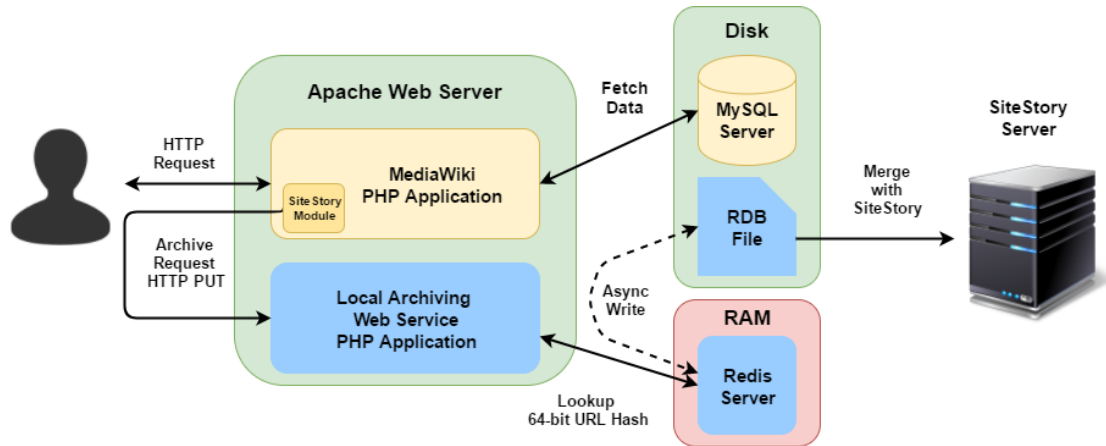 Apache Web Server
HTTP
Request
MediaWiki
PHP Application
SiteStory
Module
Archive
Request
HTTP PUT
Local Archiving
Web Service
PHP Application
Fetch
Data
Disk
MySQL
Server
RDB
File
Async
Write
RAM
Redis
Server
Lookup
64-bit URL Hash
Merge
with
SiteStory
SiteStory
Server